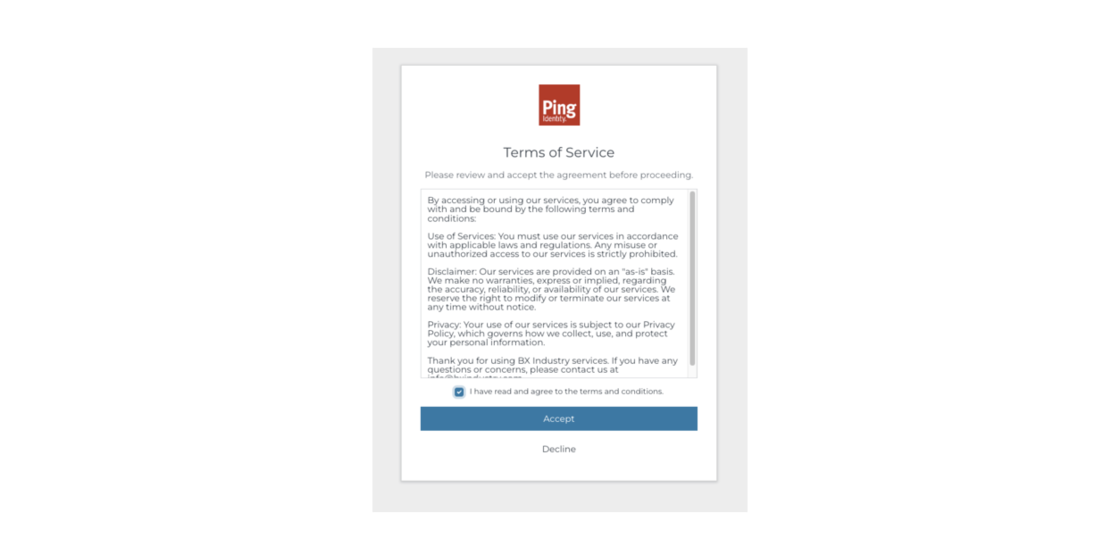 Ping
Identity.
Terms of Service
Please review and accept the agreement before proceeding.
By accessing or using our services, you agree to comply
with and be bound by the following terms and
conditions:
Use of Services: You must use our services in accordance
with applicable laws and regulations. Any misuse or
unauthorized access to our services is strictly prohibited.
Disclaimer: Our services are provided on an "as-is" basis.
We make no warranties, express or implied, regarding
the accuracy, reliability, or availability of our services. We
reserve the right to modify or terminate our services at
any time without notice.
Privacy: Your use of our services is subject to our Privacy
Policy, which governs how we collect, use, and protect
your personal information.
Thank you for using BX Industry services. If you have any
questions or concerns, please contact us at
I have read and agree to the terms and conditions.
Accept
Decline